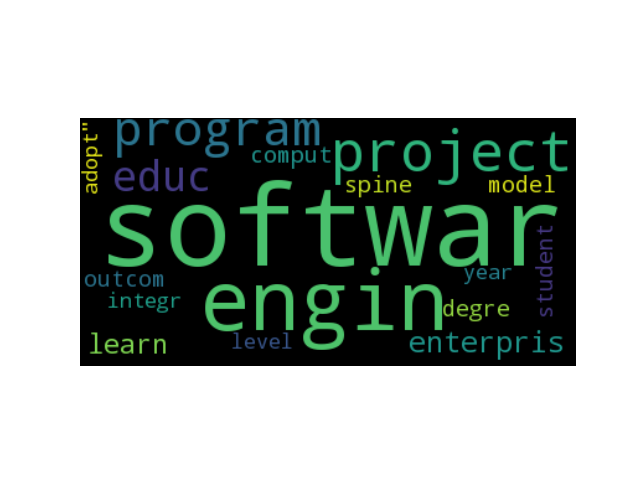 program
project
adopt"
comput
educ
spine
model
softwar
student
outcom
year
integr
engin
degre
learn
level
enterpris